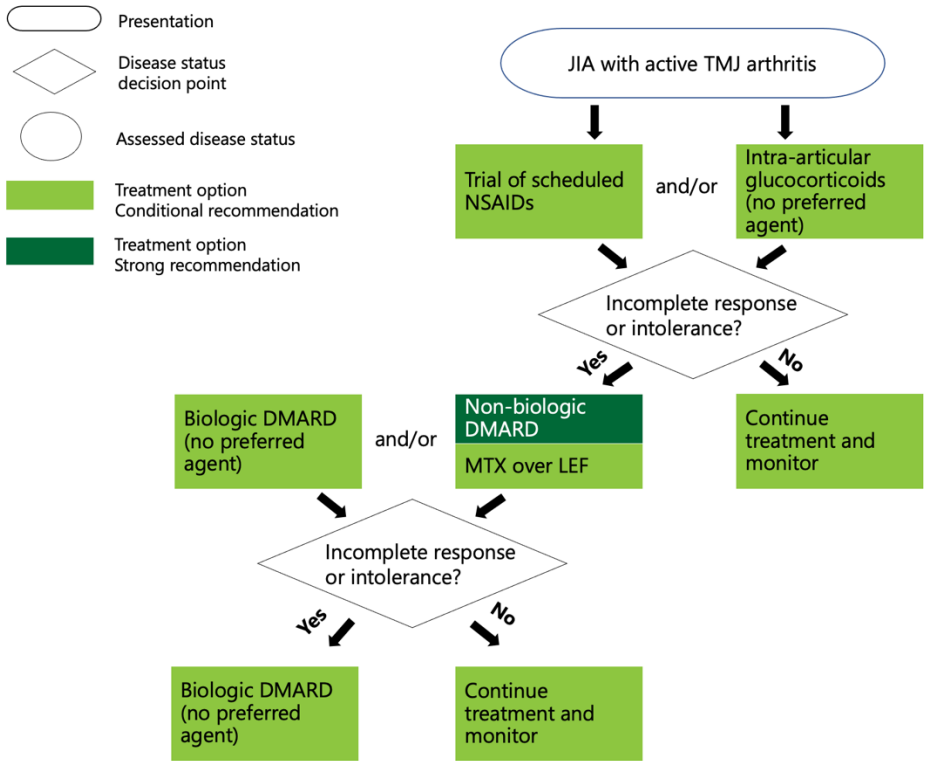 Presentation
Disease status
decision point
Assessed disease status
Treatment option
Conditional recommendation
Treatment option
Strong recommendation
JIA with active TMJ arthritis
Trial of scheduled
NSAIDs
and/or
Intra-articular
glucocorticoids
(no preferred
agent)
Incomplete response
or intolerance?
Yes
No
Biologic DMARD
(no preferred
agent)
and/or
Non-biologic
DMARD
MTX over LEF
Continue
treatment and
monitor
Incomplete response
or intolerance?
Yes
No
Biologic DMARD
(no preferred
agent)
Continue
treatment and
monitor